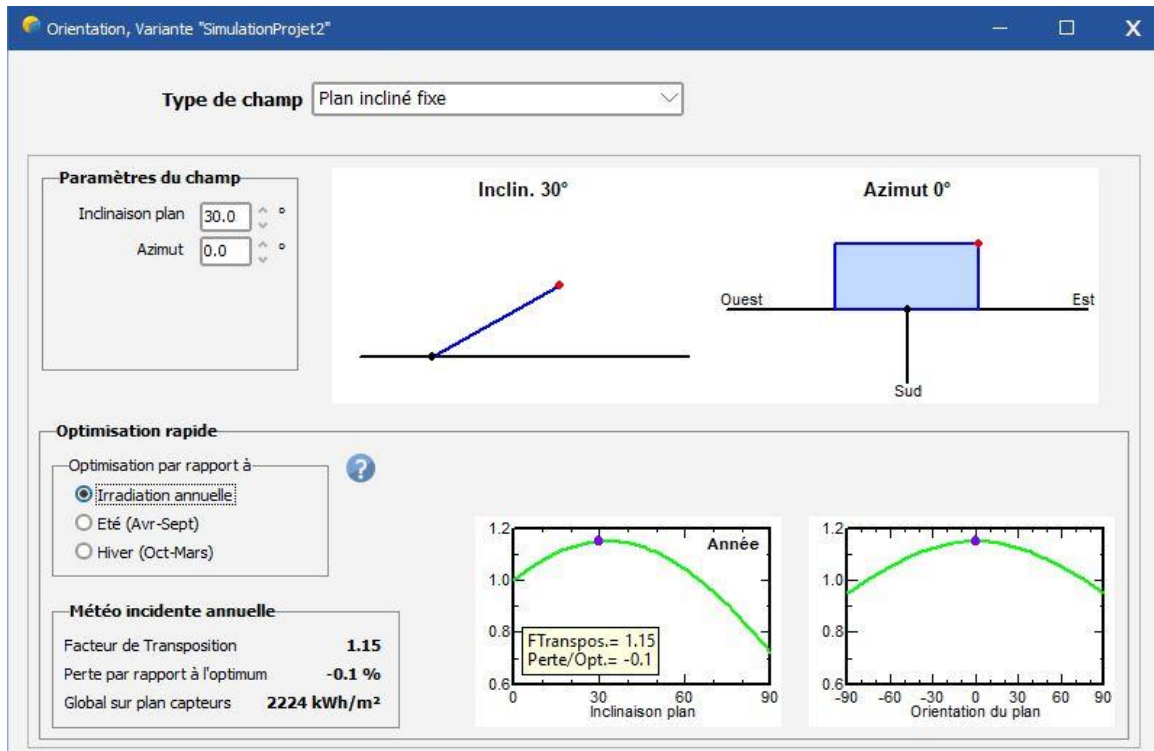 Orientation, Variante "SimulationProjet2"
Type de champ Plan incliné fixe
Paramètres du champ
Inclinaison plan 30.0 °
Azimut 0.0 °
Inclin. 30°
Azimut 0°
Ouest
Est
Sud
Optimisation rapide
Optimisation par rapport à
Irradiation annuelle
Eté (Avr-Sept)
Hiver (Oct-Mars)
?
Météo incidente annuelle
Facteur de Transposition 1.15
Perte par rapport à l'optimum -0.1 %
Global sur plan capteurs 2224 kWh/m²
1.2
1.0
0.8
0.6
Année
FTranspos.= 1.15
Perte/Opt.= -0.1
0 30 60 90
Inclinaison plan
1.2
1.0
0.8
0.6
-90 -60 -30 0 30 60 90
Orientation du plan